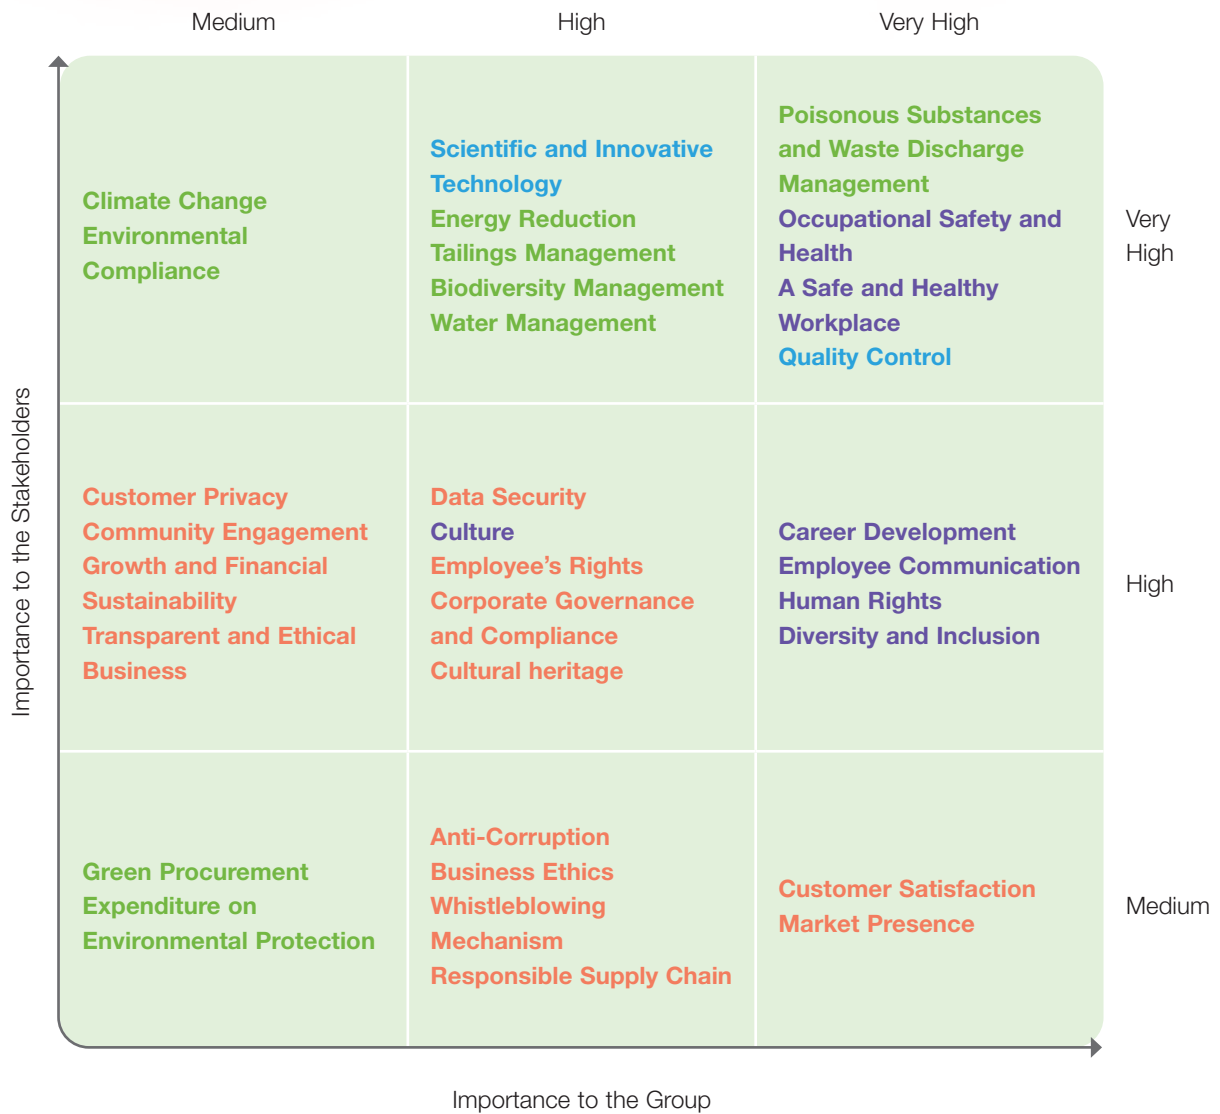 Medium
High
Very High
Climate Change
Environmental
Compliance
Scientific and Innovative
Technology
Energy Reduction
Tailings Management
Biodiversity Management
Water Management
Poisonous Substances
and Waste Discharge
Management
Occupational Safety and
Health
A Safe and Healthy
Workplace
Quality Control
Very
High
Importance to the Stakeholders
Customer Privacy
Community Engagement
Growth and Financial
Sustainability
Transparent and Ethical
Business
Data Security
Culture
Employee’s Rights
Corporate Governance
and Compliance
Cultural heritage
Career Development
Employee Communication
Human Rights
Diversity and Inclusion
High
Green Procurement
Expenditure on
Environmental Protection
Anti-Corruption
Business Ethics
Whistleblowing
Mechanism
Responsible Supply Chain
Customer Satisfaction
Market Presence
Medium
Importance to the Group